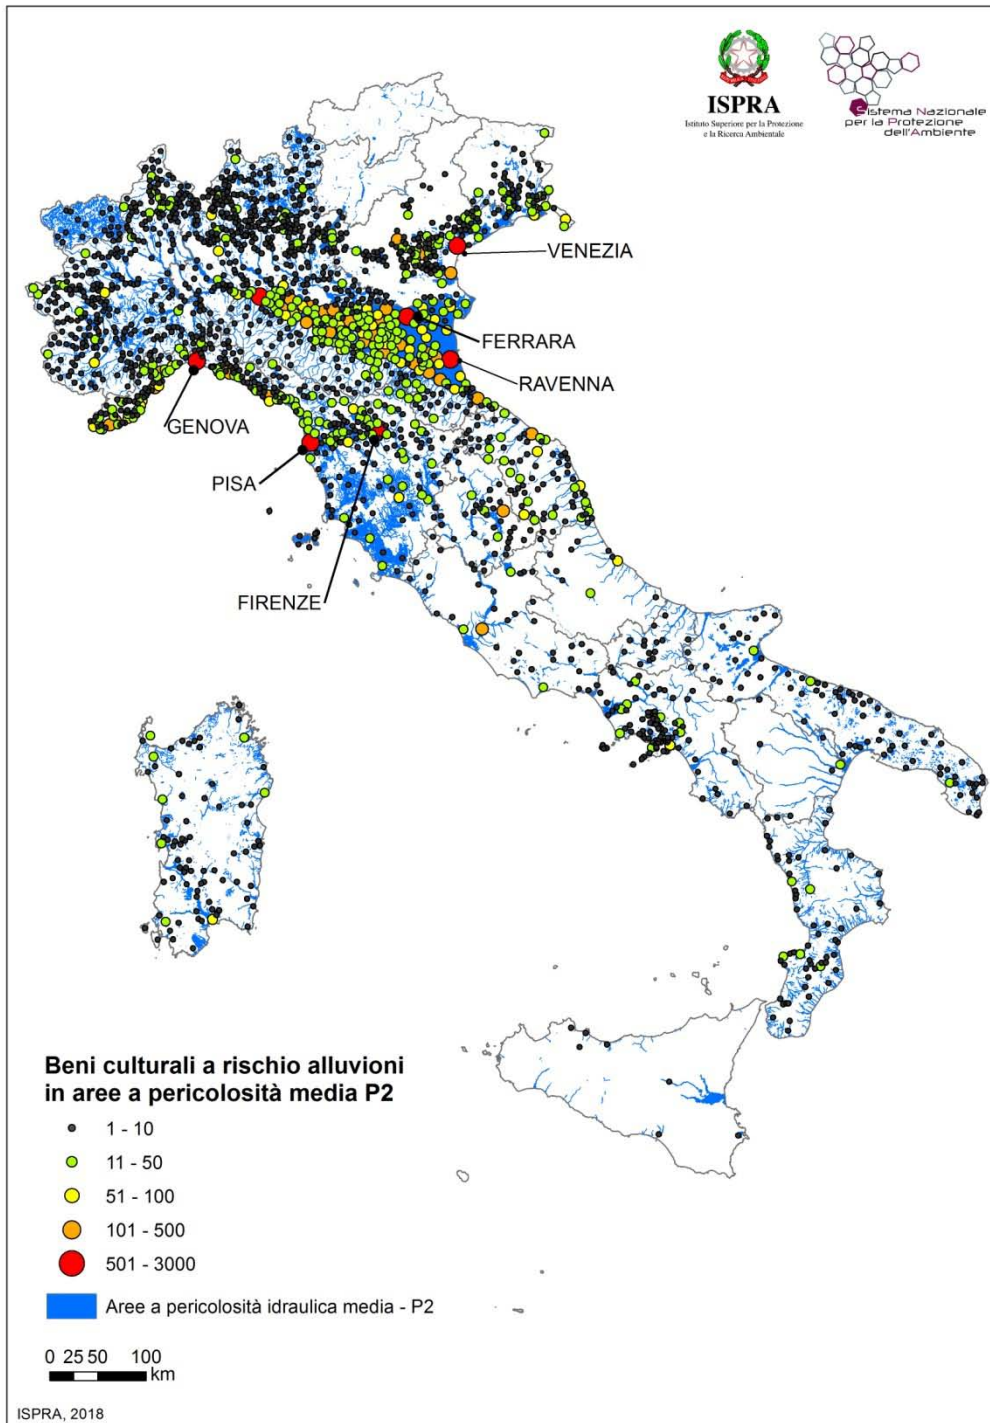 ISPRA
Istituto Superiore per la Protezione
e la Ricerca Ambientale
Sistema Nazionale
per la Protezione
dell'Ambiente
VENEZIA
FERRARA
RAVENNA
GENOVA
PISA
FIRENZE
Beni culturali a rischio alluvioni
in aree a pericolosità media P2
1 - 10
11 - 50
51 - 100
101 - 500
501 - 3000
Aree a pericolosità idraulica media - P2
0 25 50 100
km
ISPRA, 2018